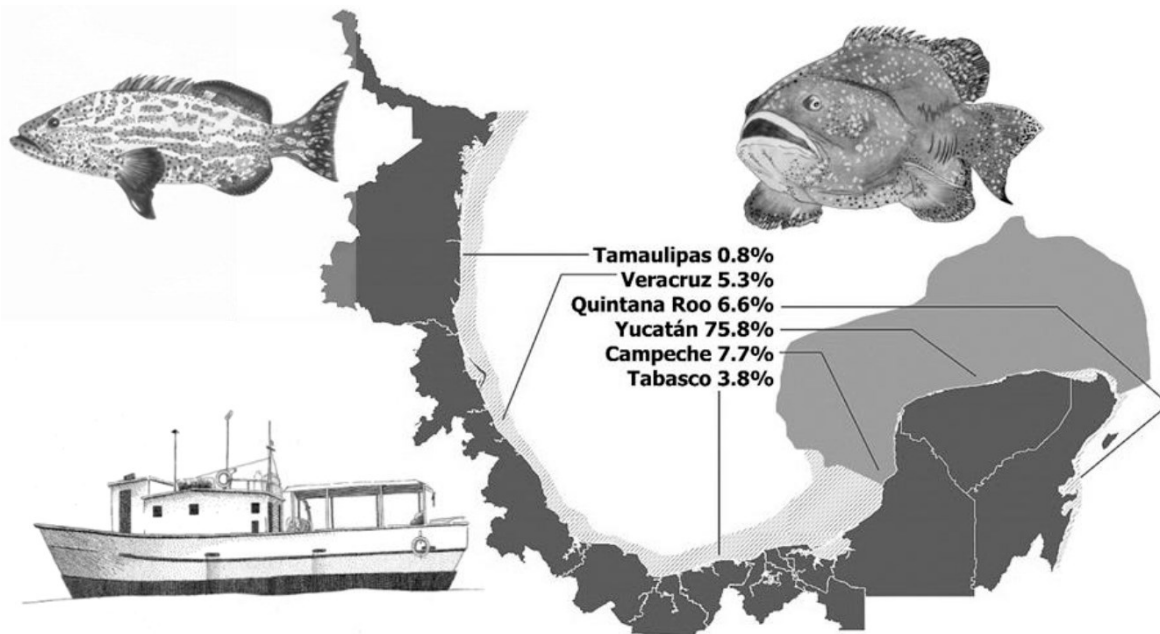 Tamaulipas 0.8%
Veracruz 5.3%
Quintana Roo 6.6%
Yucatán 75.8%
Campeche 7.7%
Tabasco 3.8%